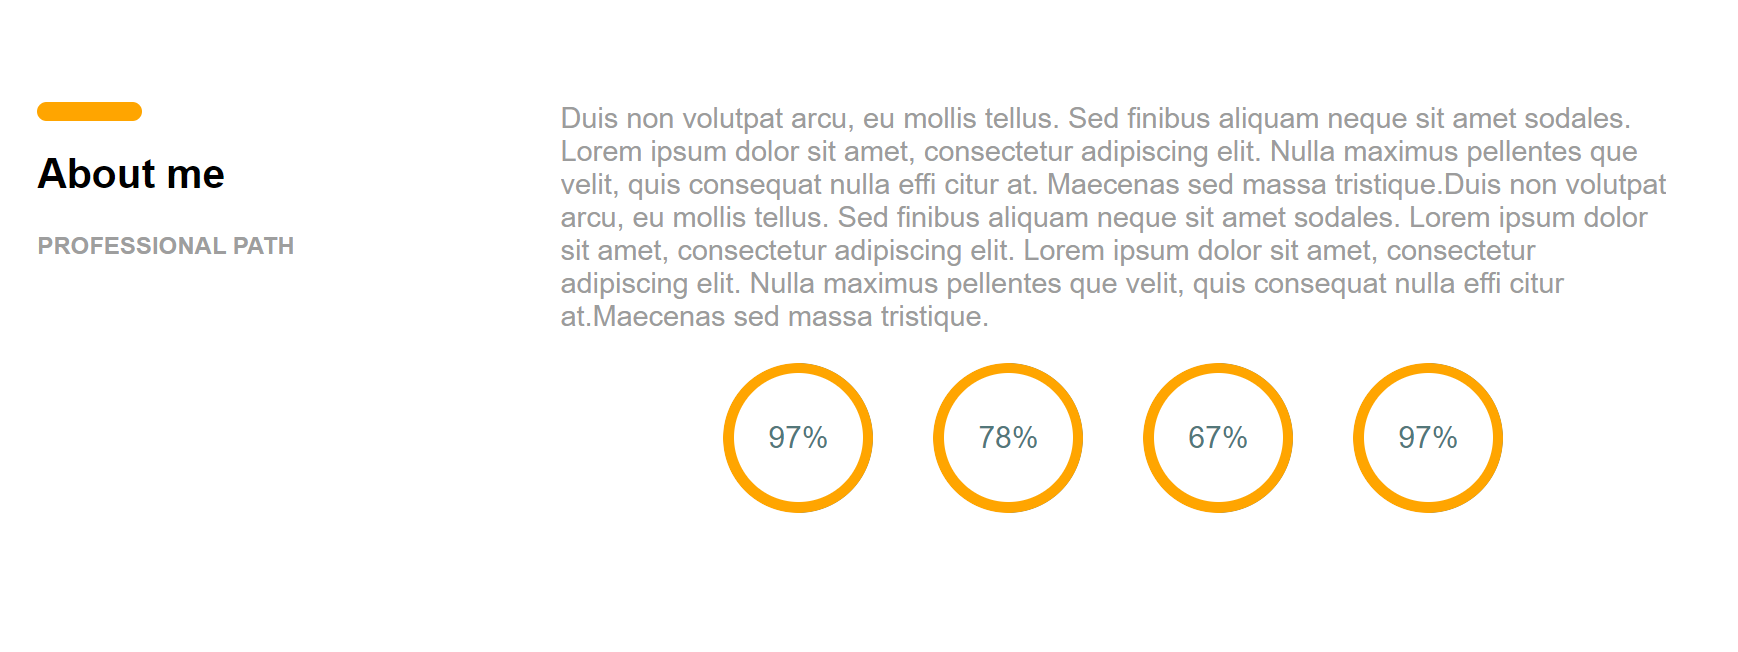 About me
PROFESSIONAL PATH
Duis non volutpat arcu, eu mollis tellus. Sed finibus aliquam neque sit amet sodales.
Lorem ipsum dolor sit amet, consectetur adipiscing elit. Nulla maximus pellentes que
velit, quis consequat nulla effi citur at. Maecenas sed massa tristique.Duis non volutpat
arcu, eu mollis tellus. Sed finibus aliquam neque sit amet sodales. Lorem ipsum dolor
sit amet, consectetur adipiscing elit. Lorem ipsum dolor sit amet, consectetur
adipiscing elit. Nulla maximus pellentes que velit, quis consequat nulla effi citur
at.Maecenas sed massa tristique.
97% 78% 67% 97%